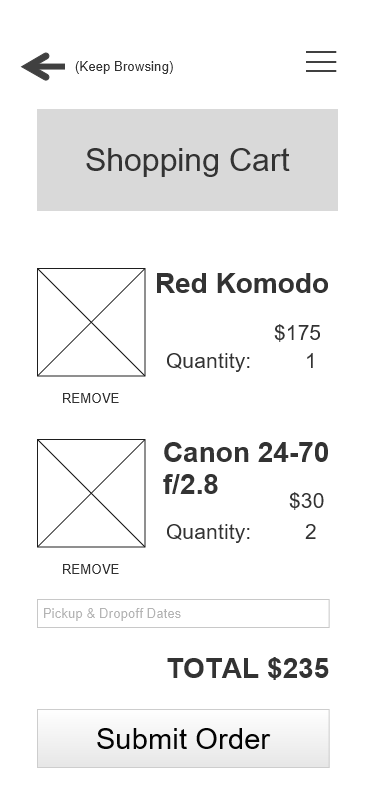 (Keep Browsing)
Shopping Cart
Red Komodo
$175
Quantity: 1
REMOVE
Canon 24-70
f/2.8
$30
Quantity: 2
REMOVE
Pickup & Dropoff Dates
TOTAL $235
Submit Order